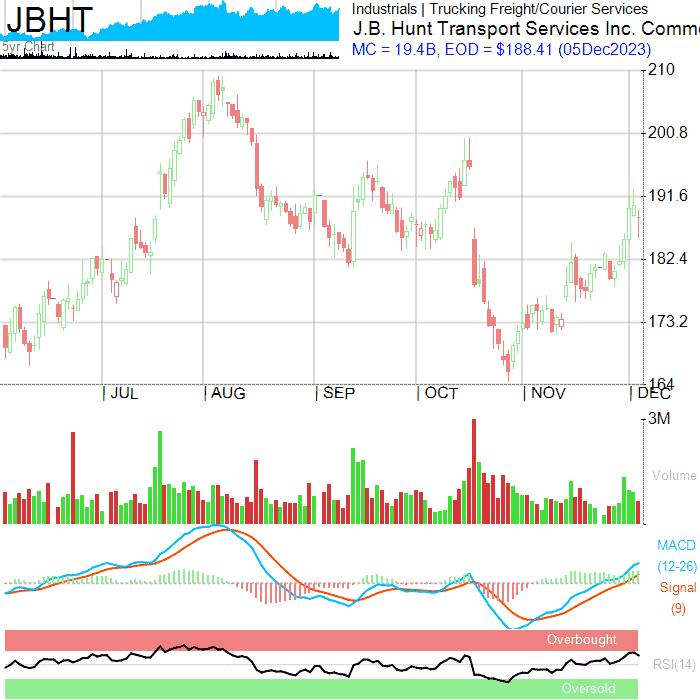 JBHT
5yr Chart
Industrials | Trucking Freight/Courier Services
J.B. Hunt Transport Services Inc. Comm
MC = 19.4B, EOD = $188.41 (05Dec2023)
210
200.8
191.6
182.4
173.2
164
| JUL | AUG | SEP | OCT | NOV | DEC
3M
Volume
MACD
(12-26)
Signal
(9)
Overbought
RSI(14)
Oversold